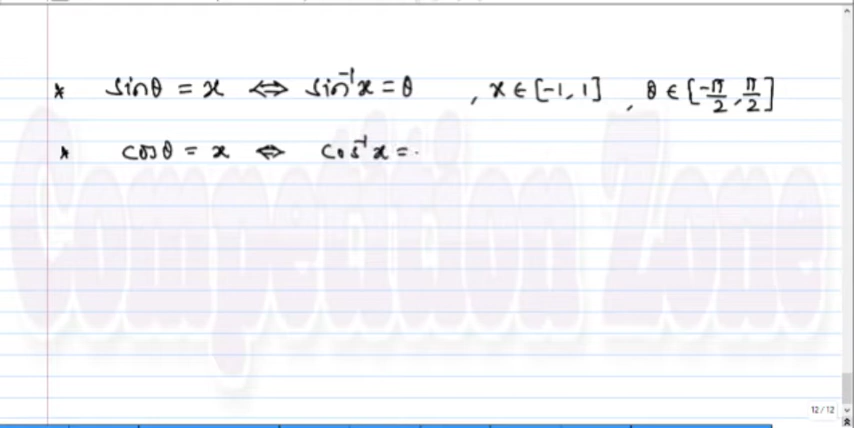 * sinθ = x ⇔ sin⁻¹x = θ , x ∈ [-1, 1] , θ ∈ [-π/2, π/2]
* cosθ = x ⇔ cos⁻¹x =
Competition Zone
12 / 12